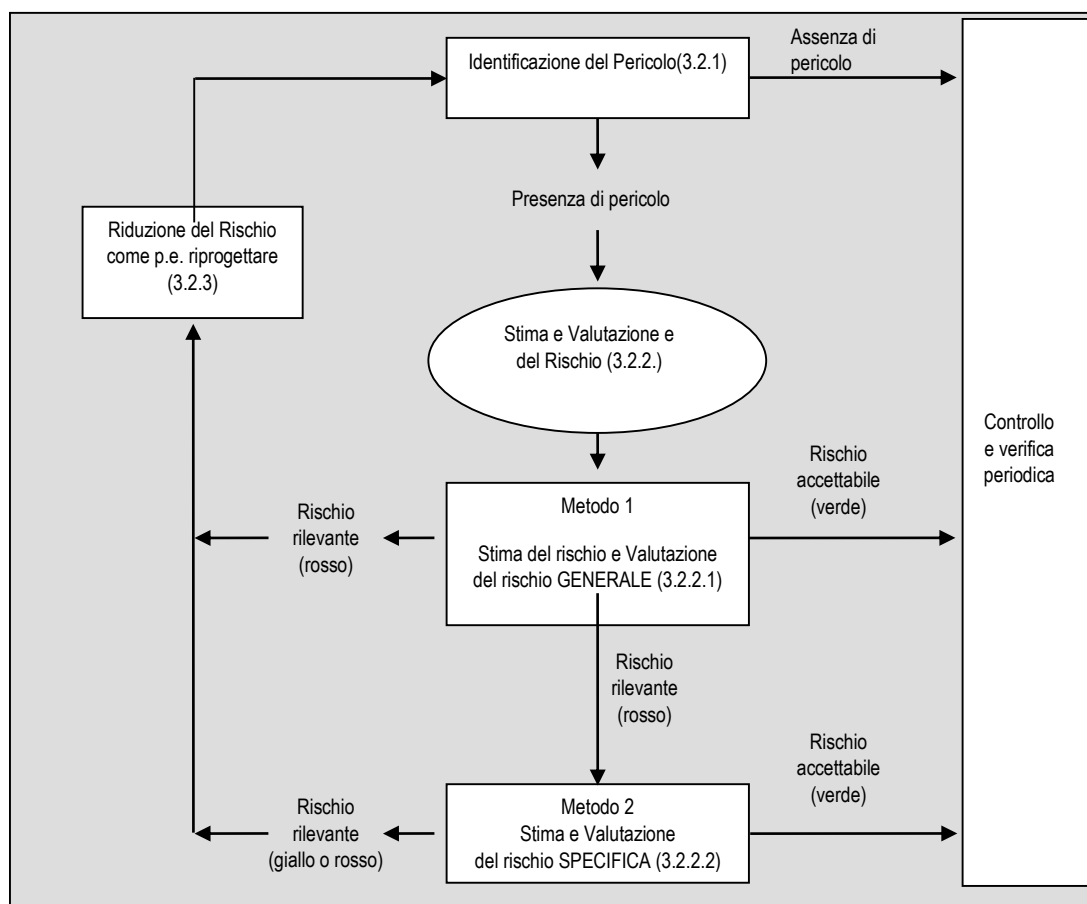 Identificazione del Pericolo(3.2.1)
Assenza di
pericolo
Presenza di pericolo
Riduzione del Rischio
come p.e. riprogettare
(3.2.3)
Stima e Valutazione e
del Rischio (3.2.2.)
Controllo
e verifica
periodica
Rischio
rilevante
(rosso)
Metodo 1
Stima del rischio e Valutazione
del rischio GENERALE (3.2.2.1)
Rischio
accettabile
(verde)
Rischio
rilevante
(rosso)
Rischio
rilevante
(giallo o rosso)
Metodo 2
Stima e Valutazione
del rischio SPECIFICA (3.2.2.2)
Rischio
accettabile
(verde)